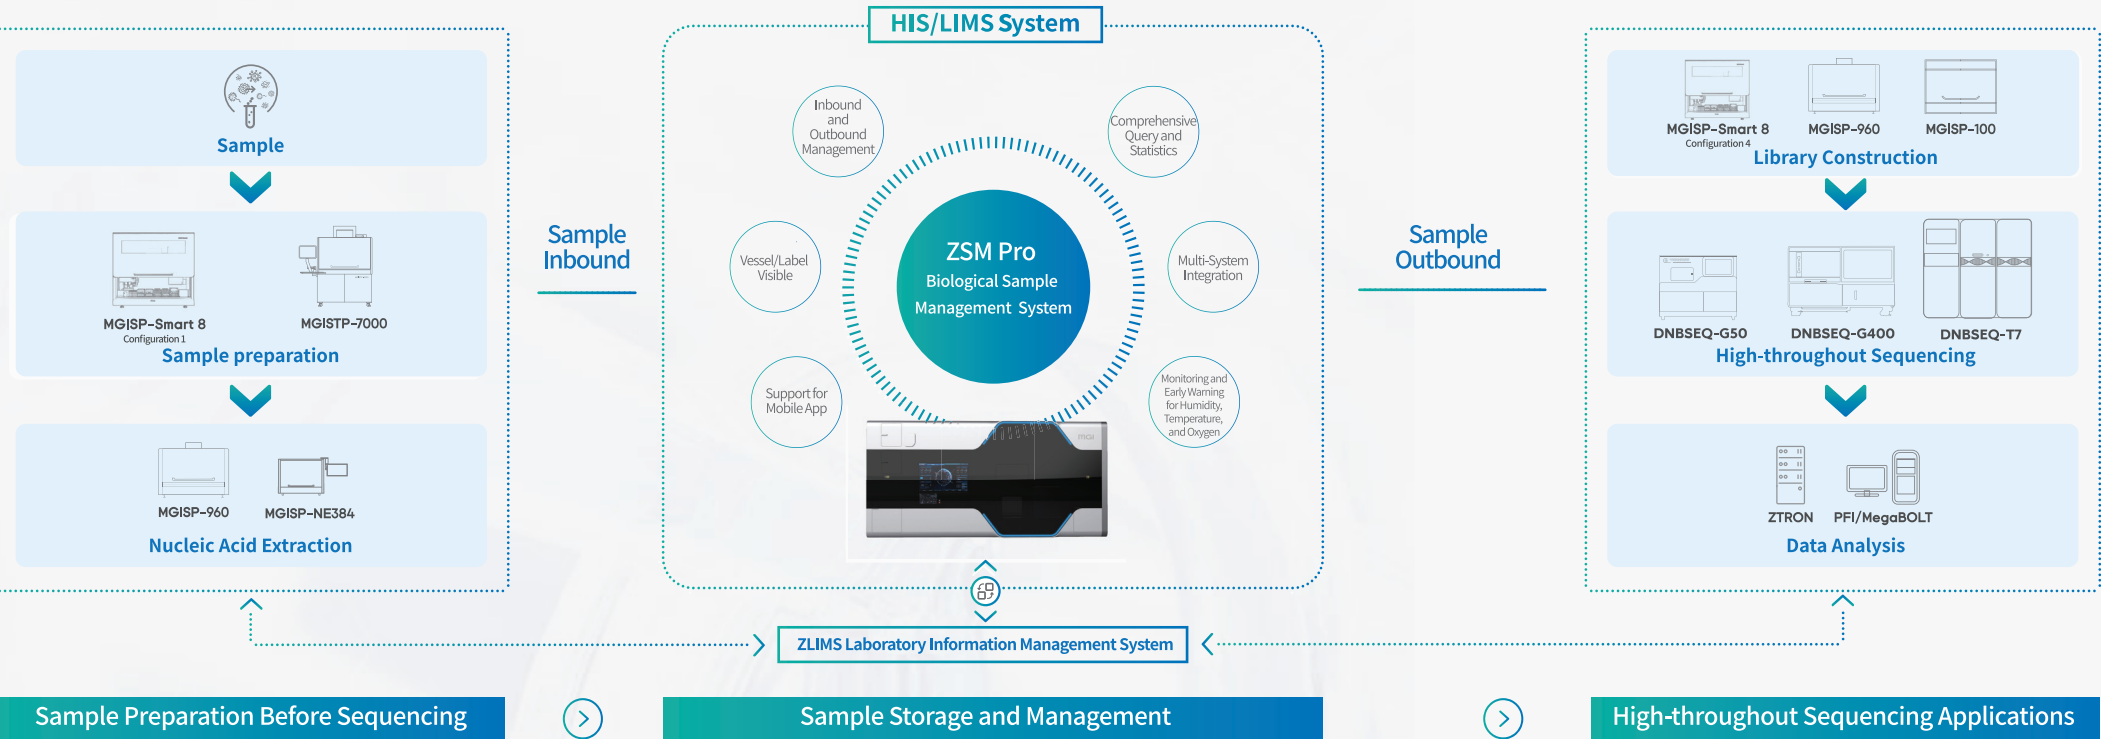 Sample
MGISP-Smart 8
Configuration 1
MGISTP-7000
Sample preparation
MGISP-960
MGISP-NE384
Nucleic Acid Extraction
Sample
Inbound
HIS/LIMS System
Inbound
and
Outbound
Management
Comprehensive
Query and
Statistics
Vessel/Label
Visible
Multi-System
Integration
Support for
Mobile App
Monitoring and
Early Warning
for Humidity,
Temperature,
and Oxygen
ZSM Pro
Biological Sample
Management System
MGI
ZLIMS Laboratory Information Management System
Sample
Outbound
MGISP-Smart 8
Configuration 4
MGISP-960
MGISP-100
Library Construction
DNBSEQ-G50
DNBSEQ-G400
DNBSEQ-T7
High-throughout Sequencing
ZTRON
PFI/MegaBOLT
Data Analysis
Sample Preparation Before Sequencing
Sample Storage and Management
High-throughout Sequencing Applications